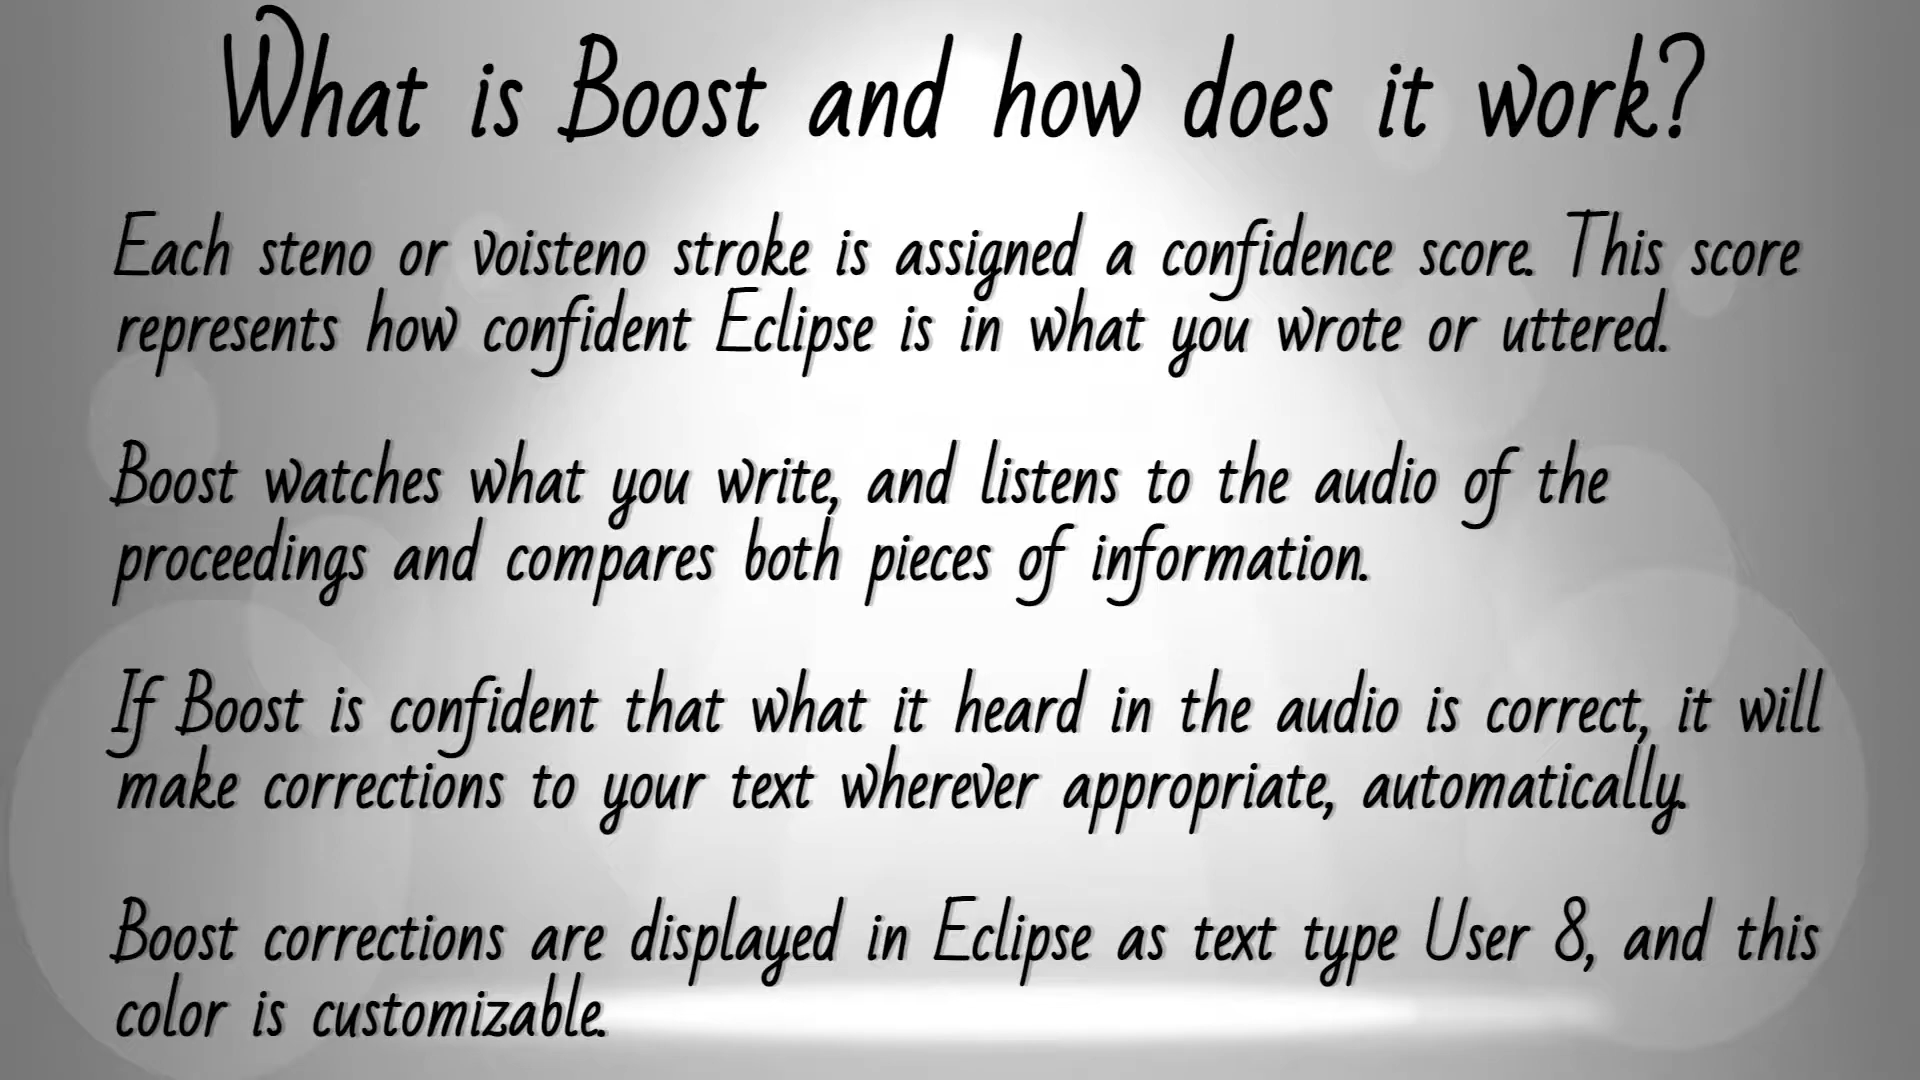 What is Boost and how does it work?
Each steno or voisteno stroke is assigned a confidence score. This score
represents how confident Eclipse is in what you wrote or uttered.
Boost watches what you write, and listens to the audio of the
proceedings and compares both pieces of information.
If Boost is confident that what it heard in the audio is correct, it will
make corrections to your text wherever appropriate, automatically.
Boost corrections are displayed in Eclipse as text type User 8, and this
color is customizable.